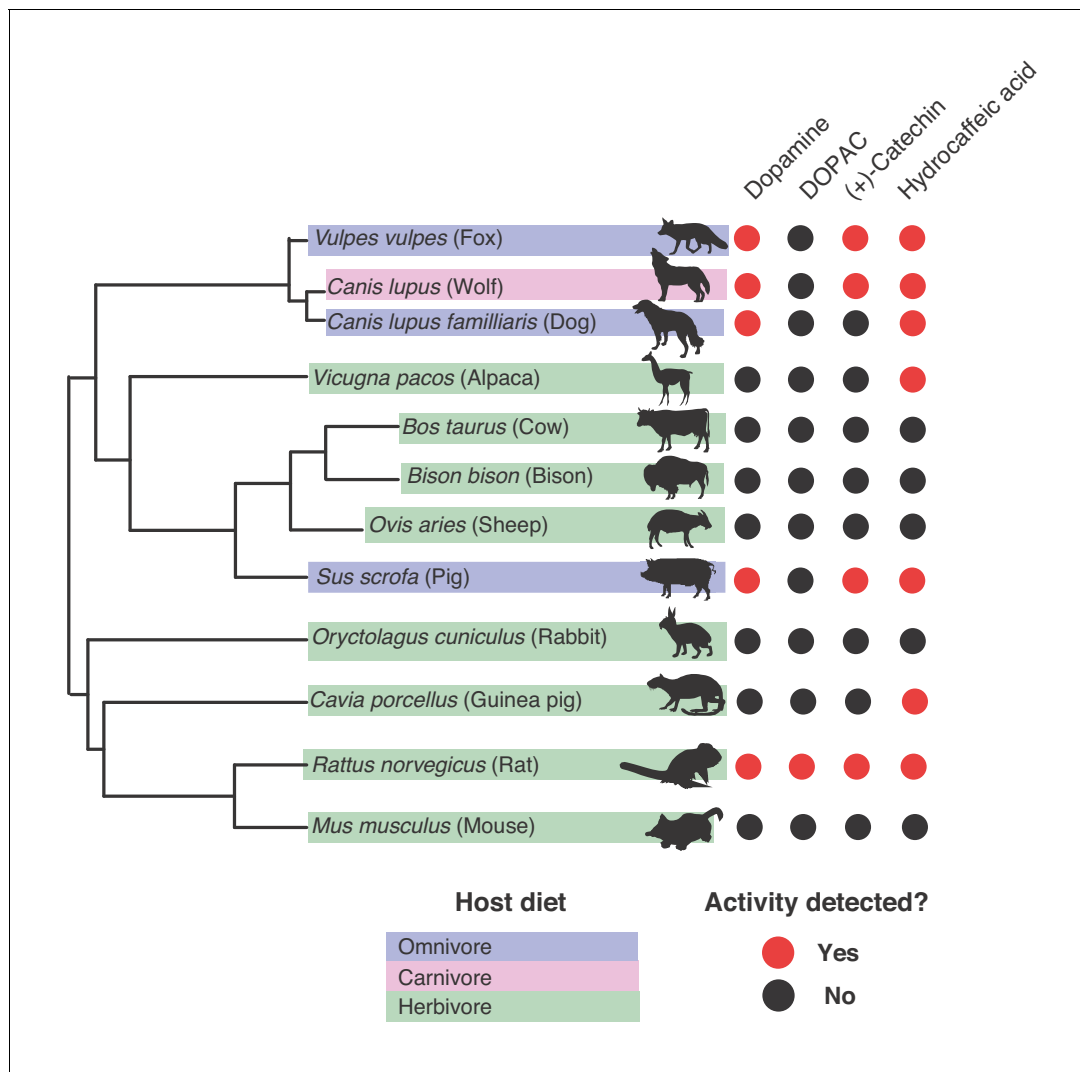 Dopamine
DOPAC
(+)-Catechin
Hydrocaffeic acid
Vulpes vulpes (Fox)
Canis lupus (Wolf)
Canis lupus familliaris (Dog)
Vicugna pacos (Alpaca)
Bos taurus (Cow)
Bison bison (Bison)
Ovis aries (Sheep)
Sus scrofa (Pig)
Oryctolagus cuniculus (Rabbit)
Cavia porcellus (Guinea pig)
Rattus norvegicus (Rat)
Mus musculus (Mouse)
Host diet
Omnivore
Carnivore
Herbivore
Activity detected?
Yes
No